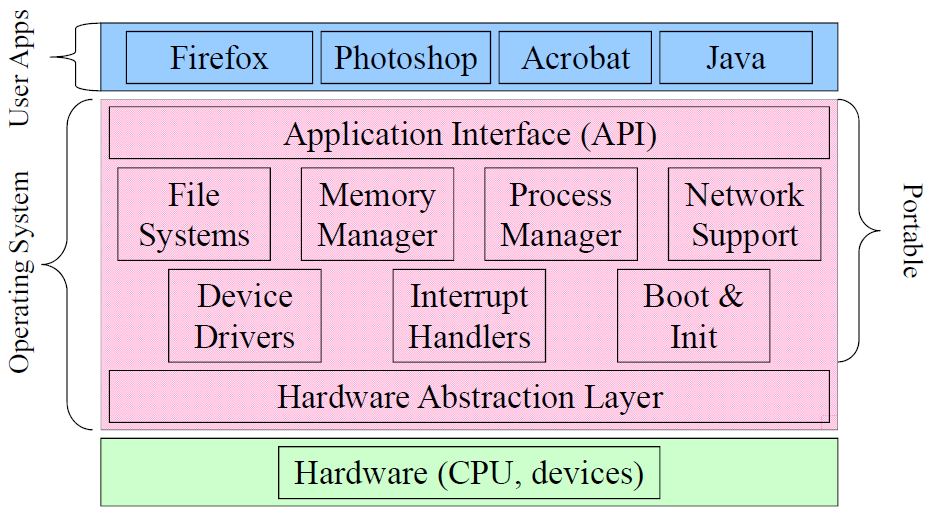 User Apps
Firefox
Photoshop
Acrobat
Java
Operating System
Application Interface (API)
File
Systems
Memory
Manager
Process
Manager
Network
Support
Device
Drivers
Interrupt
Handlers
Boot &
Init
Hardware Abstraction Layer
Portable
Hardware (CPU, devices)